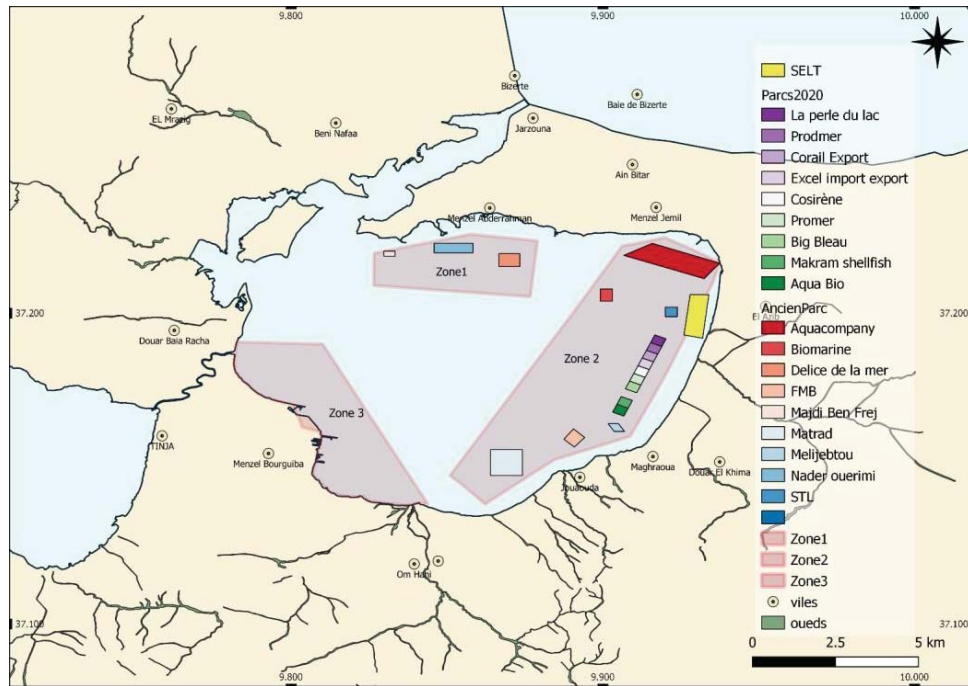 9.800
9.900
10.000
Bizerte
EL Mrazig
Baie de Bizerte
Beni Nafaa
Jarzouna
Ain Bitar
Menzel Abderrahman
Menzel Jemil
Zone1
37.200
37.200
Douar Baia Racha
El Azib
Zone 2
Zone 3
TINJA
Menzel Bourguiba
Maghraoua
Douar El Khima
Jouaouda
Om Hani
37.100
37.100
9.800
9.900
10.000
SELT
Parcs2020
La perle du lac
Prodmer
Corail Export
Excel import export
Cosirène
Promer
Big Bleau
Makram shellfish
Aqua Bio
AncienParc
Aquacompany
Biomarine
Delice de la mer
FMB
Majdi Ben Frej
Matrad
Melijebtou
Nader ouerimi
STL
Zone1
Zone2
Zone3
viles
oueds
0 2.5 5 km